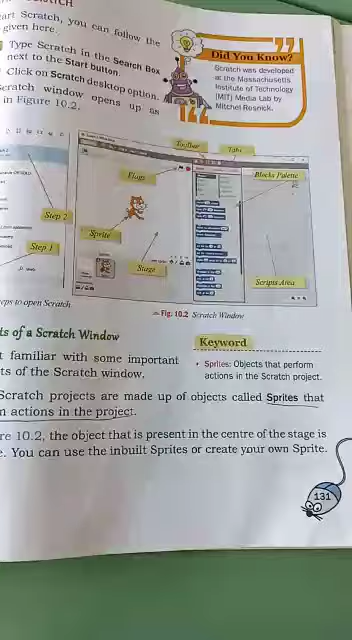 art Scratch, you can follow the
given here.
Type Scratch in the Search Box
next to the Start button.
Click on Scratch desktop option.
Scratch window opens up as
in Figure 10.2.
Did You Know?
Scratch was developed
at the Massachusetts
Institute of Technology
(MIT) Media Lab by
Mitchel Resnick.
Toolbar
Tabs
Flags
Blocks Palette
Step 2
Sprite
Step 1
Stage
Scripts Area
eps to open Scratch
Fig. 10.2 Scratch Window
ts of a Scratch Window
t familiar with some important
ts of the Scratch window.
Keyword
• Sprites: Objects that perform
actions in the Scratch project.
Scratch projects are made up of objects called Sprites that
n actions in the project.
re 10.2, the object that is present in the centre of the stage is
e. You can use the inbuilt Sprites or create your own Sprite.
131